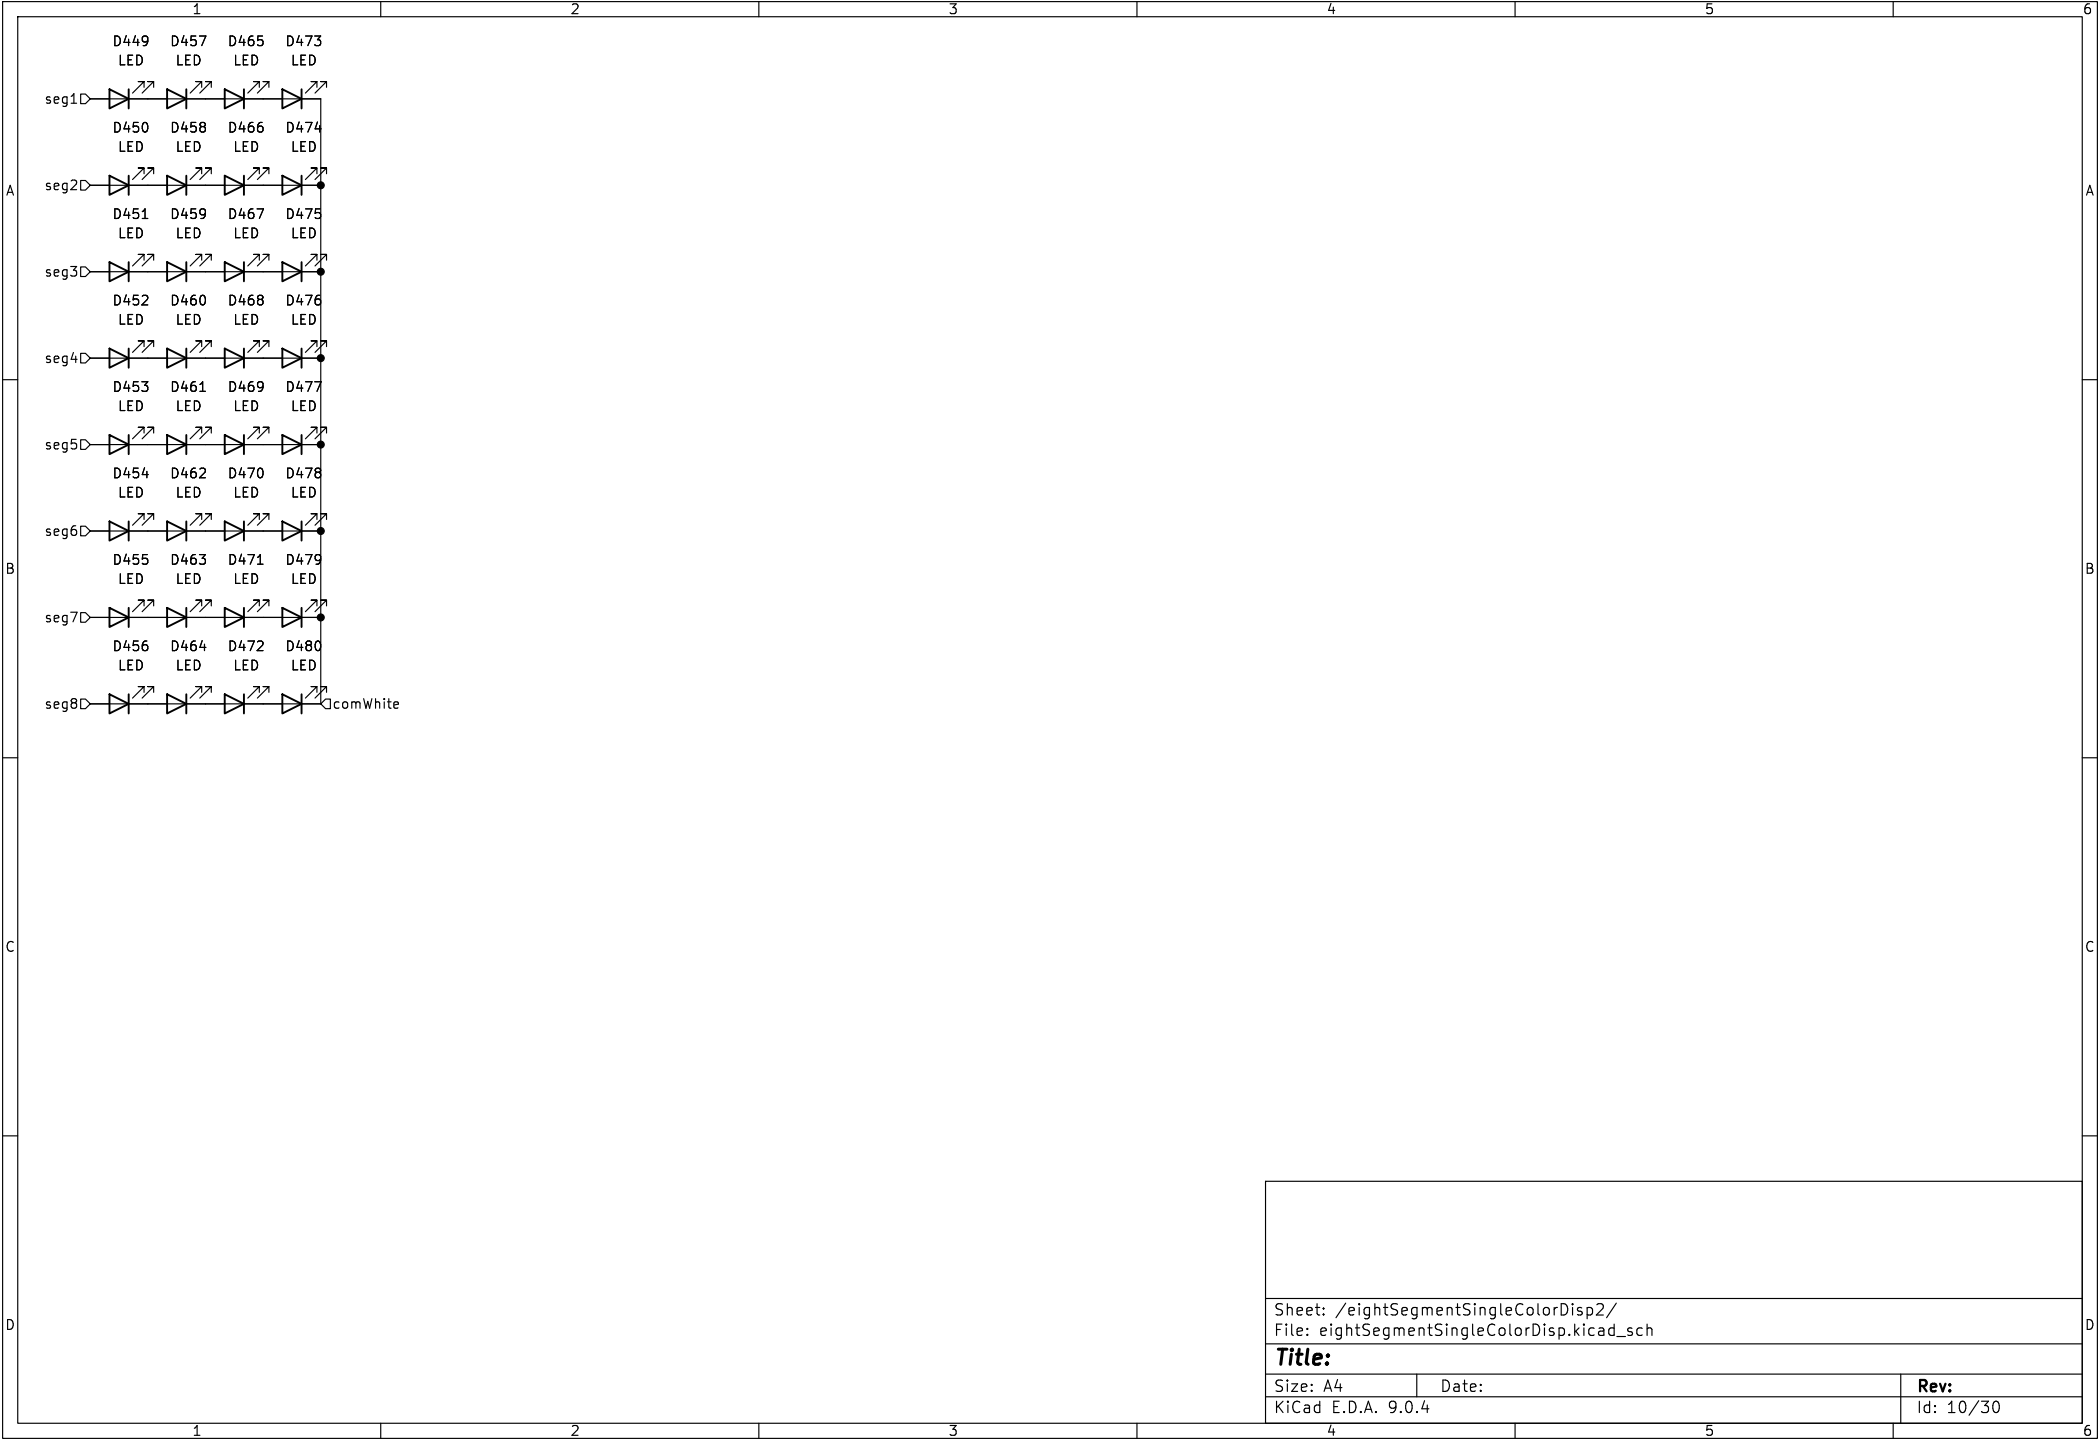 1 2 3 4 5 6
D449 D457 D465 D473
LED LED LED LED
seg1
D450 D458 D466 D474
LED LED LED LED
A seg2 A
D451 D459 D467 D475
LED LED LED LED
seg3
D452 D460 D468 D476
LED LED LED LED
seg4
D453 D461 D469 D477
LED LED LED LED
seg5
D454 D462 D470 D478
LED LED LED LED
seg6
D455 D463 D471 D479
B B
LED LED LED LED
seg7
D456 D464 D472 D480
LED LED LED LED
seg8 comWhite
C C
Sheet: /eightSegmentSingleColorDisp2/
D D
File: eightSegmentSingleColorDisp.kicad_sch
Title:
Size: A4 Date: Rev:
KiCad E.D.A. 9.0.4 Id: 10/30
1 2 3 4 5 6